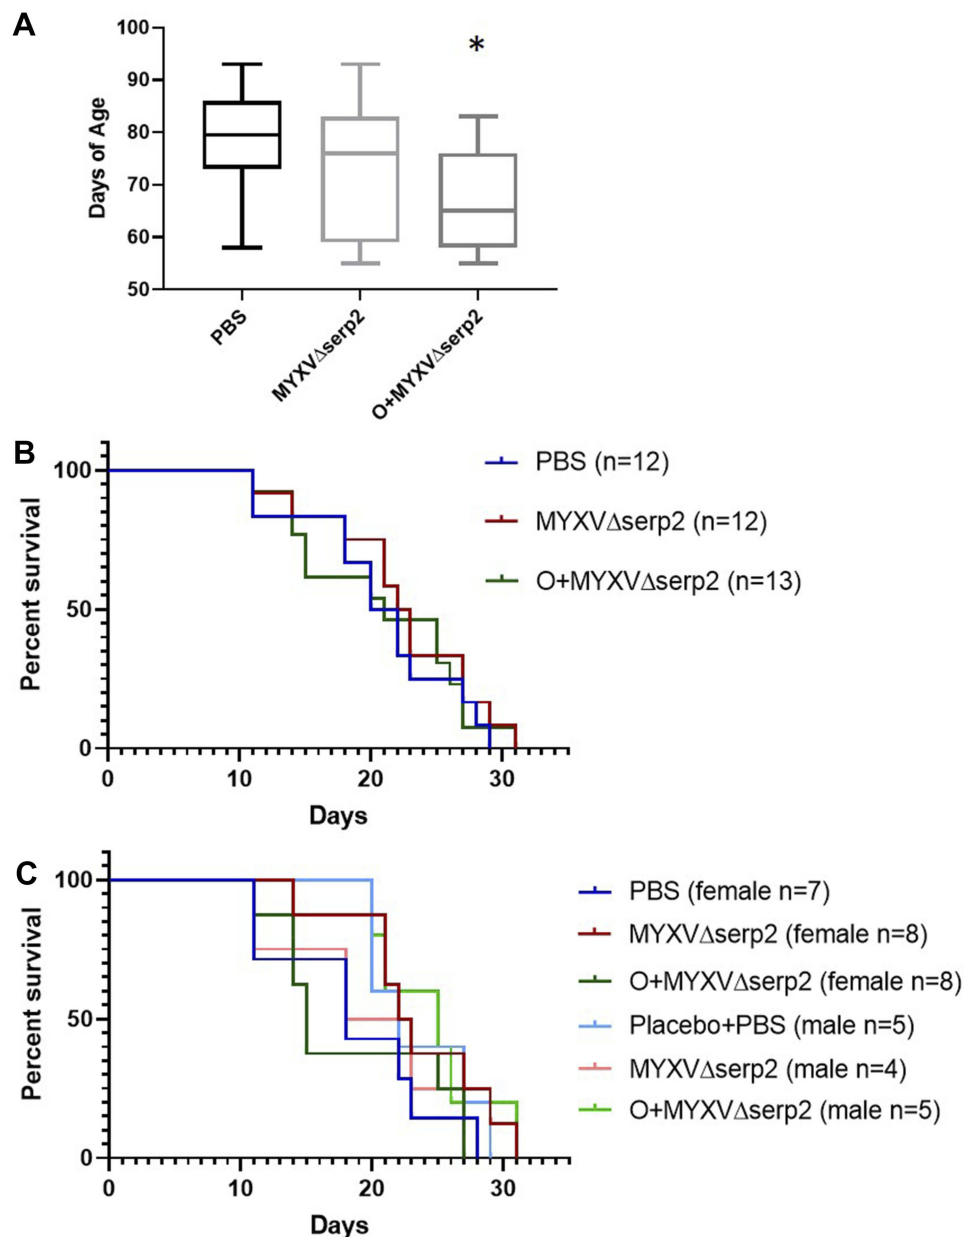 A
100
90
80
70
60
50
Days of Age
*
PBS
MYXVΔserp2
O+MYXVΔserp2
B
100
50
0
Percent survival
0 10 20 30
Days
PBS (n=12)
MYXVΔserp2 (n=12)
O+MYXVΔserp2 (n=13)
C
100
50
0
Percent survival
0 10 20 30
Days
PBS (female n=7)
MYXVΔserp2 (female n=8)
O+MYXVΔserp2 (female n=8)
Placebo+PBS (male n=5)
MYXVΔserp2 (male n=4)
O+MYXVΔserp2 (male n=5)